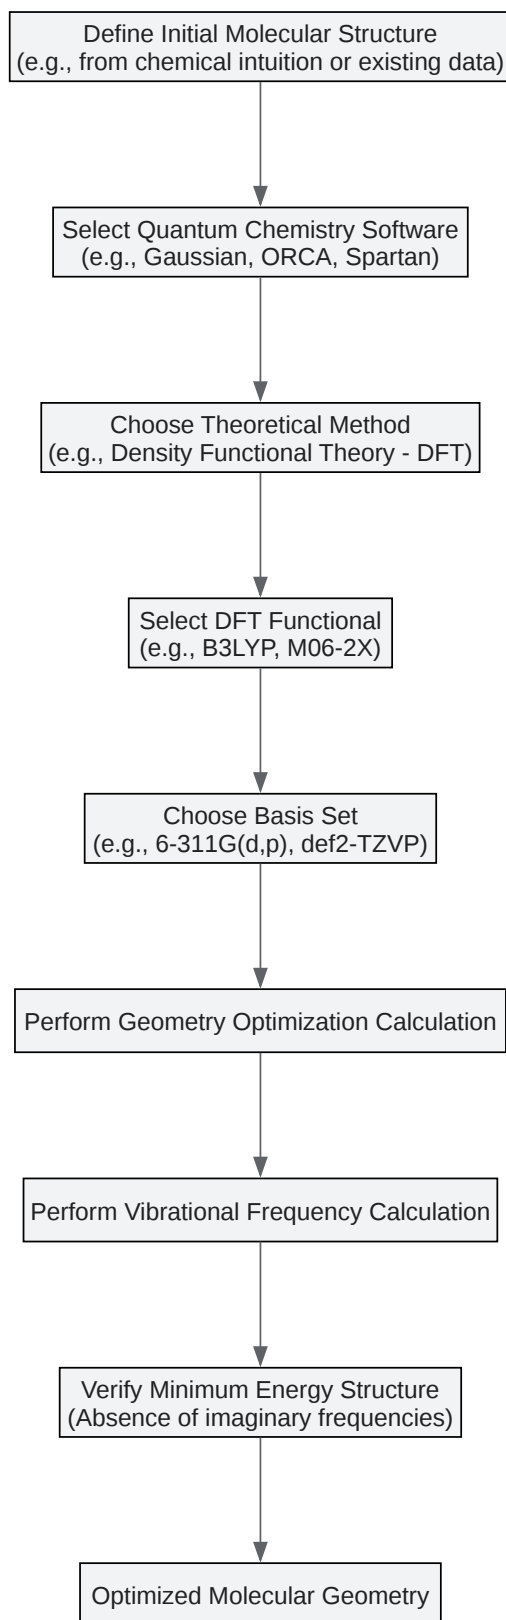 Define Initial Molecular Structure
(e.g., from chemical intuition or existing data)
Select Quantum Chemistry Software
(e.g., Gaussian, ORCA, Spartan)
Choose Theoretical Method
(e.g., Density Functional Theory - DFT)
Select DFT Functional
(e.g., B3LYP, M06-2X)
Choose Basis Set
(e.g., 6-311G(d,p), def2-TZVP)
Perform Geometry Optimization Calculation
Perform Vibrational Frequency Calculation
Verify Minimum Energy Structure
(Absence of imaginary frequencies)
Optimized Molecular Geometry